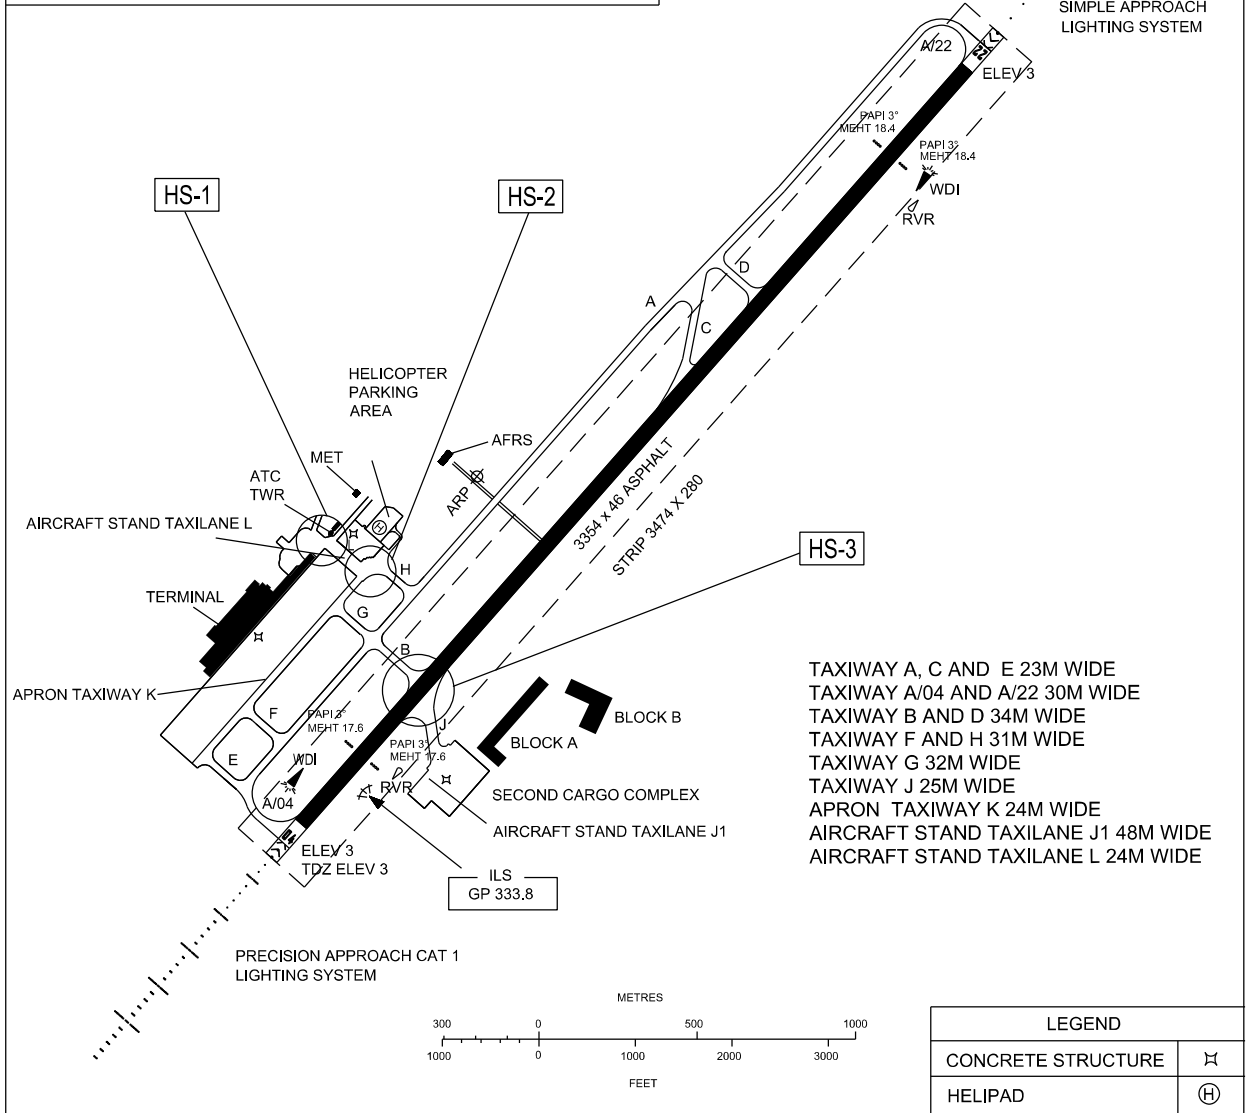 SIMPLE APPROACH
LIGHTING SYSTEM
A/22
22
ELEV 3
PAPI 3°
MEHT 18.4
PAPI 3°
MEHT 18.4
WDI
RVR
HS-1
HS-2
D
A
C
HELICOPTER
PARKING
AREA
AFRS
MET
ARP
ATC
TWR
H
3354 x 46 ASPHALT
STRIP 3474 X 280
AIRCRAFT STAND TAXILANE L
HS-3
H
TERMINAL
G
B
APRON TAXIWAY K
F
PAPI 3°
MEHT 17.6
J
BLOCK B
BLOCK A
PAPI 3°
MEHT 17.6
E
WDI
RVR
A/04
SECOND CARGO COMPLEX
AIRCRAFT STAND TAXILANE J1
04
ELEV 3
TDZ ELEV 3
ILS
GP 333.8
TAXIWAY A, C AND E 23M WIDE
TAXIWAY A/04 AND A/22 30M WIDE
TAXIWAY B AND D 34M WIDE
TAXIWAY F AND H 31M WIDE
TAXIWAY G 32M WIDE
TAXIWAY J 25M WIDE
APRON TAXIWAY K 24M WIDE
AIRCRAFT STAND TAXILANE J1 48M WIDE
AIRCRAFT STAND TAXILANE L 24M WIDE
PRECISION APPROACH CAT 1
LIGHTING SYSTEM
METRES
300 0 500 1000
1000 0 1000 2000 3000
FEET
LEGEND
CONCRETE STRUCTURE
HELIPAD H